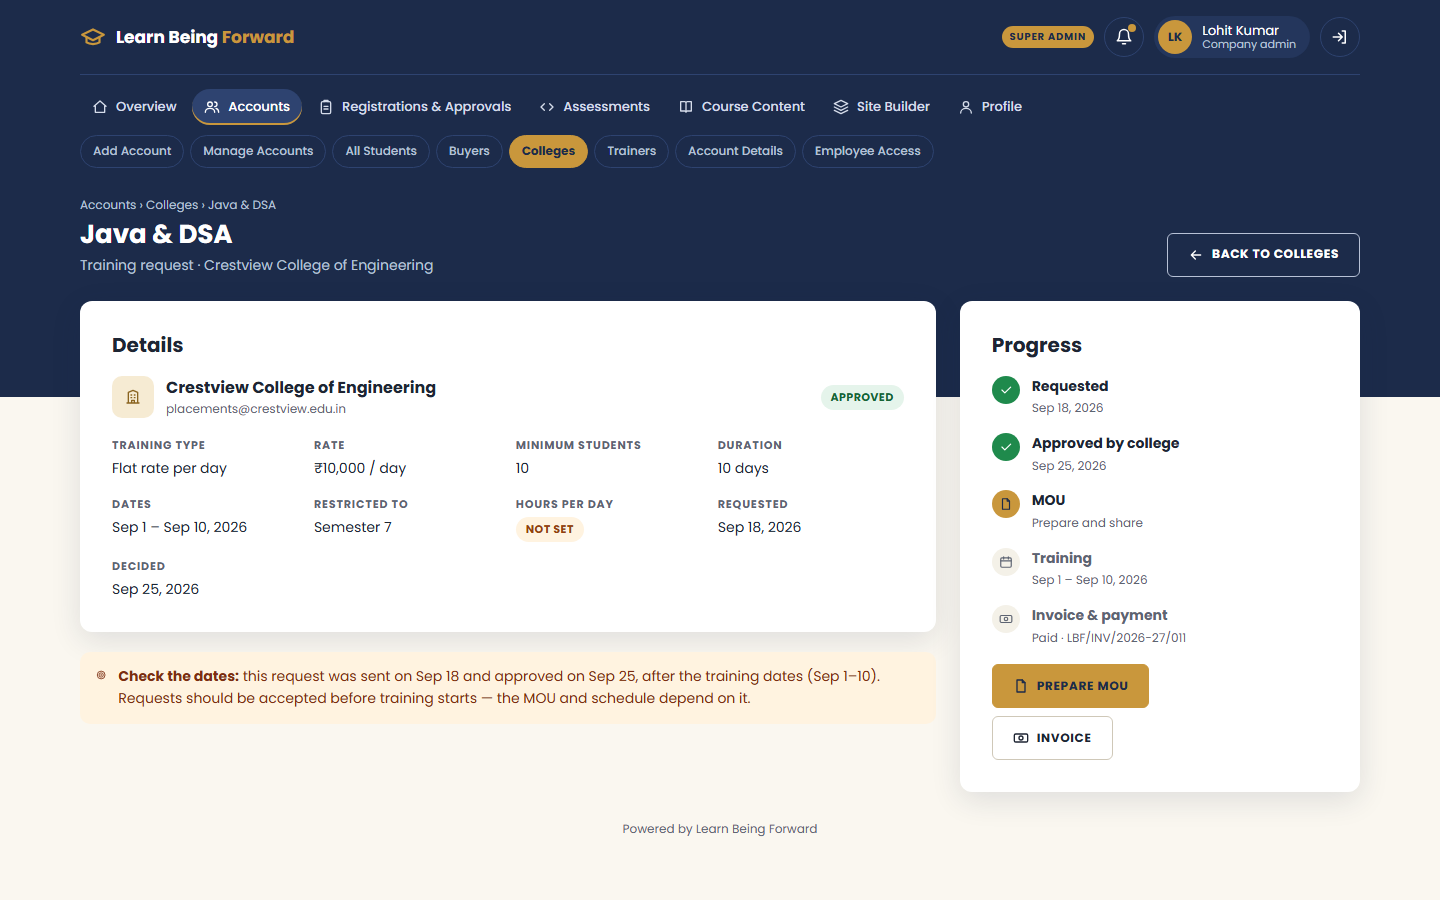 Learn Being Forward
SUPER ADMIN
LK
Lohit Kumar
Company admin
Overview
Accounts
Registrations & Approvals
Assessments
Course Content
Site Builder
Profile
Add Account
Manage Accounts
All Students
Buyers
Colleges
Trainers
Account Details
Employee Access
Accounts › Colleges › Java & DSA
Java & DSA
Training request · Crestview College of Engineering
BACK TO COLLEGES
Details
Crestview College of Engineering
placements@crestview.edu.in
APPROVED
TRAINING TYPE
Flat rate per day
RATE
₹10,000 / day
MINIMUM STUDENTS
10
DURATION
10 days
DATES
Sep 1 – Sep 10, 2026
RESTRICTED TO
Semester 7
HOURS PER DAY
NOT SET
REQUESTED
Sep 18, 2026
DECIDED
Sep 25, 2026
Check the dates: this request was sent on Sep 18 and approved on Sep 25, after the training dates (Sep 1–10).
Requests should be accepted before training starts — the MOU and schedule depend on it.
Progress
Requested
Sep 18, 2026
Approved by college
Sep 25, 2026
MOU
Prepare and share
Training
Sep 1 – Sep 10, 2026
Invoice & payment
Paid · LBF/INV/2026-27/011
PREPARE MOU
INVOICE
Powered by Learn Being Forward